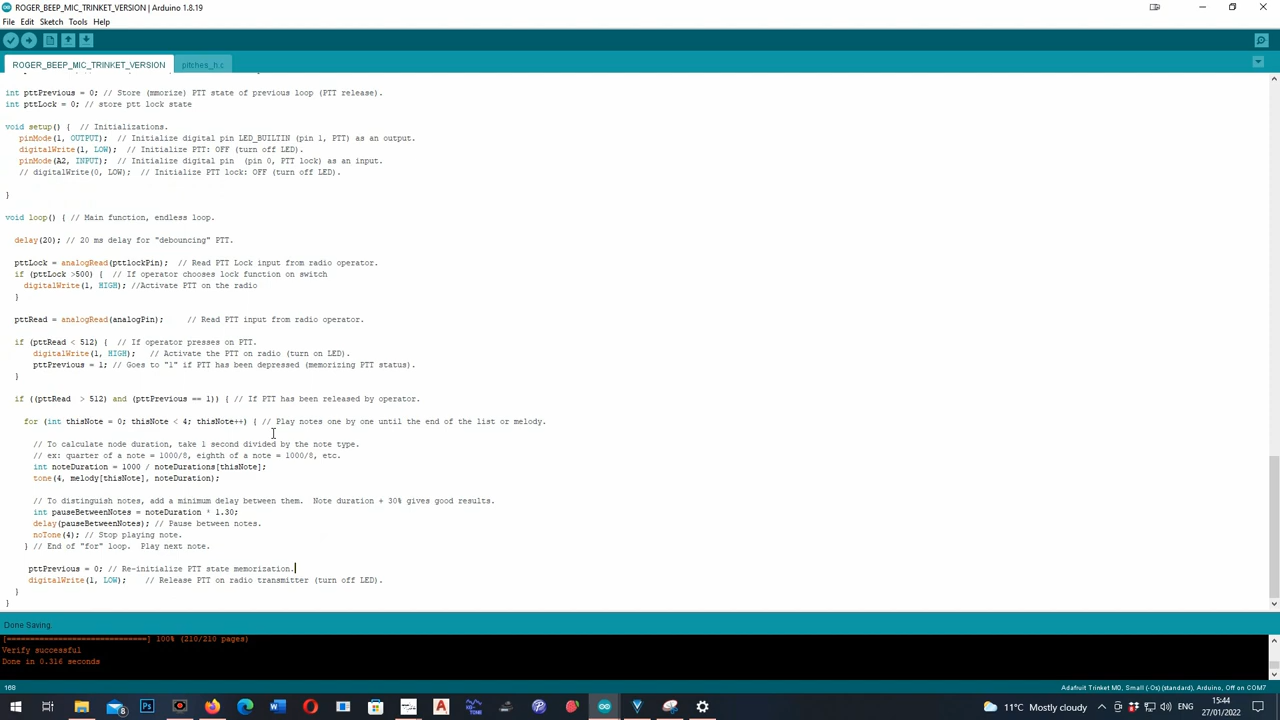 ROGER_BEEP_MIC_TRINKET_VERSION | Arduino 1.8.19
File Edit Sketch Tools Help
ROGER_BEEP_MIC_TRINKET_VERSION pitches_h.c
int pttPrevious = 0; // Store (mmorize) PTT state of previous loop (PTT release).
int pttLock = 0; // store ptt lock state
void setup() { // Initializations.
pinMode(1, OUTPUT); // Initialize digital pin LED_BUILTIN (pin 1, PTT) as an output.
digitalWrite(1, LOW); // Initialize PTT: OFF (turn off LED).
pinMode(A2, INPUT); // Initialize digital pin (pin 0, PTT lock) as an input.
// digitalWrite(0, LOW); // Initialize PTT lock: OFF (turn off LED).
}
void loop() { // Main function, endless loop.
delay(20); // 20 ms delay for "debouncing" PTT.
pttLock = analogRead(pttlockPin); // Read PTT Lock input from radio operator.
if (pttLock >500) { // If operator chooses lock function on switch
digitalWrite(1, HIGH); //Activate PTT on the radio
}
pttRead = analogRead(analogPin); // Read PTT input from radio operator.
if (pttRead < 512) { // If operator presses on PTT.
digitalWrite(1, HIGH); // Activate the PTT on radio (turn on LED).
pttPrevious = 1; // Goes to "1" if PTT has been depressed (memorizing PTT status).
}
if ((pttRead > 512) and (pttPrevious == 1)) { // If PTT has been released by operator.
for (int thisNote = 0; thisNote < 4; thisNote++) { // Play notes one by one until the end of the list or melody.
// To calculate node duration, take 1 second divided by the note type.
// ex: quarter of a note = 1000/8, eighth of a note = 1000/8, etc.
int noteDuration = 1000 / noteDurations[thisNote];
tone(4, melody[thisNote], noteDuration);
// To distinguish notes, add a minimum delay between them. Note duration + 30% gives good results.
int pauseBetweenNotes = noteDuration * 1.30;
delay(pauseBetweenNotes); // Pause between notes.
noTone(4); // Stop playing note.
} // End of "for" loop. Play next note.
pttPrevious = 0; // Re-initialize PTT state memorization.
digitalWrite(1, LOW); // Release PTT on radio transmitter (turn off LED).
}
}
Done Saving.
[==============================] 100% (210/210 pages)
Verify successful
Done in 0.316 seconds
168 Adafruit Trinket M0, Small (-Os) (standard), Arduino, Off on COM7
11°C Mostly cloudy 15:44
27/01/2022